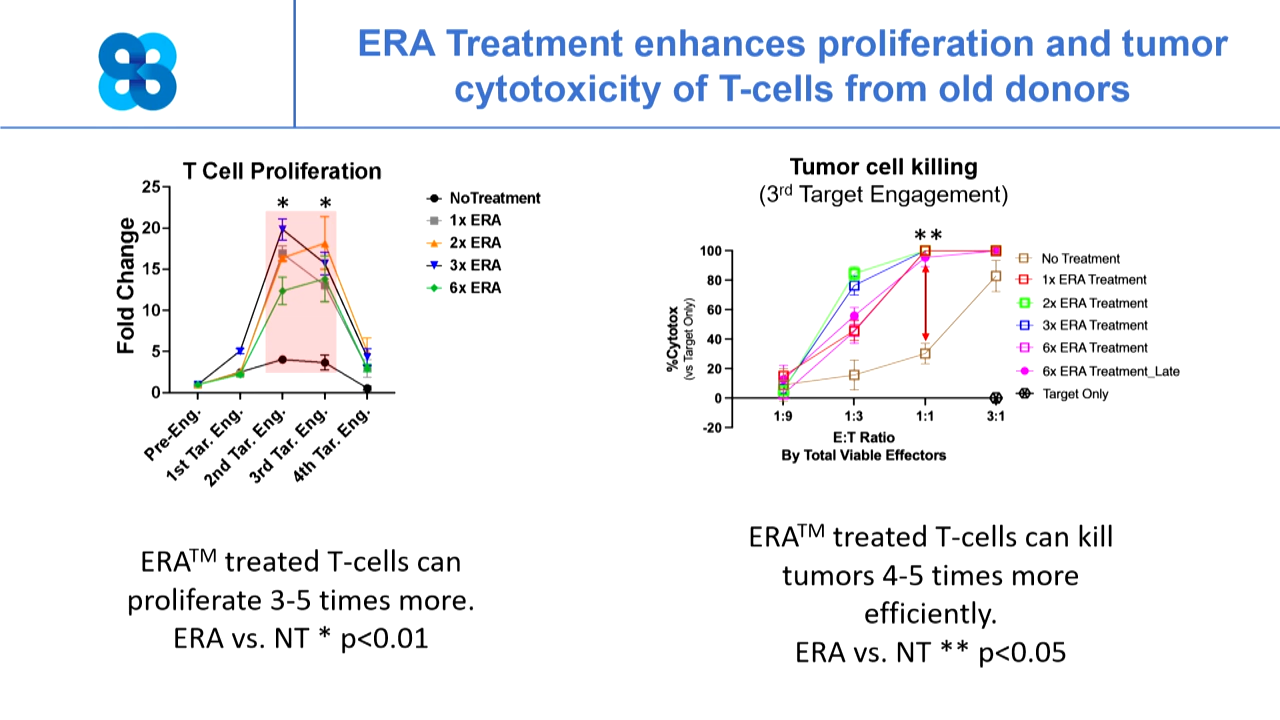 ERA Treatment enhances proliferation and tumor
cytotoxicity of T-cells from old donors
T Cell Proliferation
Fold Change
25
20
15
10
5
0
*
*
Pre-Eng.
1st Tar. Eng.
2nd Tar. Eng.
3rd Tar. Eng.
4th Tar. Eng.
NoTreatment
1x ERA
2x ERA
3x ERA
6x ERA
ERA™ treated T-cells can
proliferate 3-5 times more.
ERA vs. NT * p<0.01
Tumor cell killing
(3rd Target Engagement)
%Cytotox
(vs Target Only)
100
80
60
40
20
0
-20
**
1:9
1:3
1:1
3:1
E:T Ratio
By Total Viable Effectors
No Treatment
1x ERA Treatment
2x ERA Treatment
3x ERA Treatment
6x ERA Treatment
6x ERA Treatment_Late
Target Only
ERA™ treated T-cells can kill
tumors 4-5 times more
efficiently.
ERA vs. NT ** p<0.05